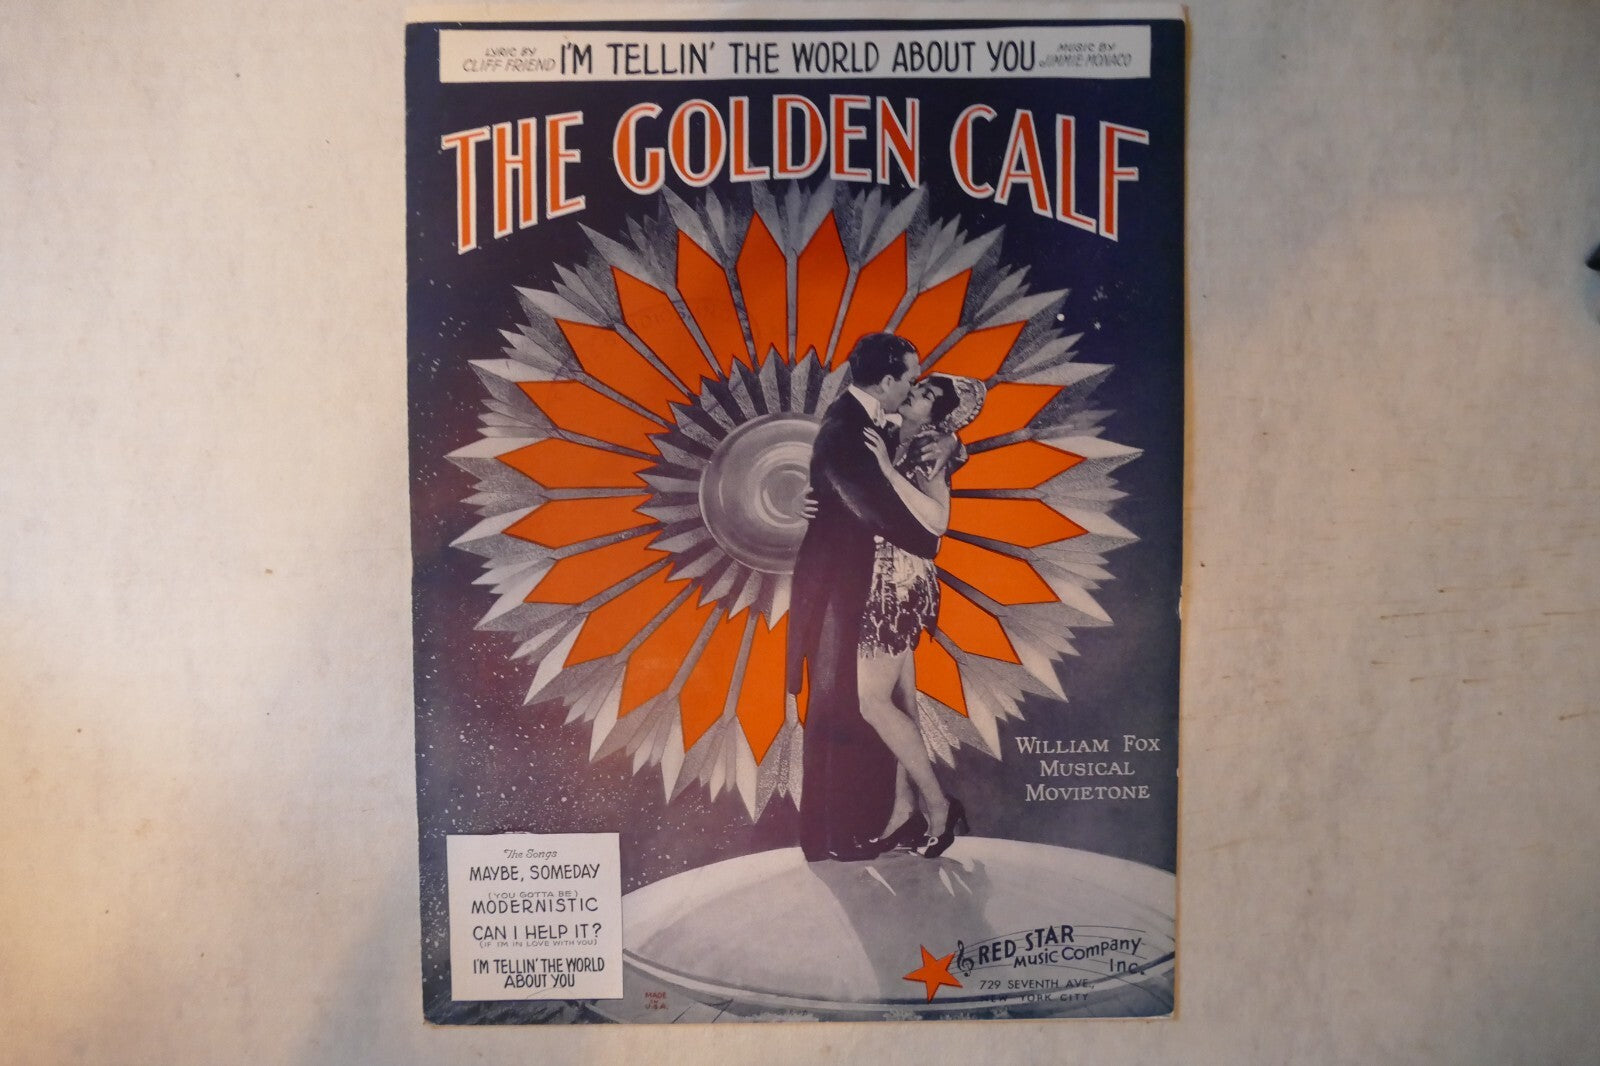 LYRIC BY
CLIFF FRIEND
I'M TELLIN' THE WORLD ABOUT YOU
MUSIC BY
JIMMIE MONACO
THE GOLDEN CALF
WILLIAM FOX
MUSICAL
MOVIETONE
The Songs
MAYBE, SOMEDAY
(YOU GOTTA BE)
MODERNISTIC
CAN I HELP IT?
(IF I'M IN LOVE WITH YOU)
I'M TELLIN' THE WORLD
ABOUT YOU
MADE
IN
U.S.A.
RED STAR
Music Company
Inc.
729 SEVENTH AVE.,
NEW YORK CITY